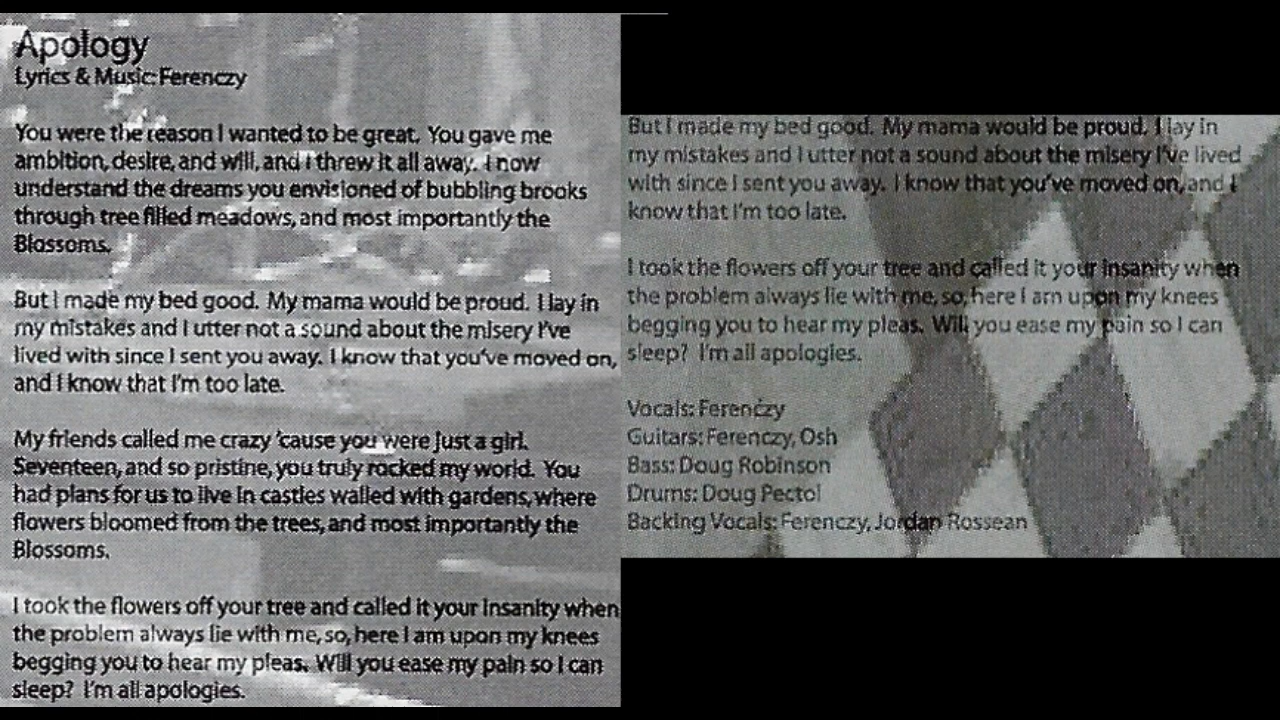 Apology
Lyrics & Music: Ferenczy
You were the reason I wanted to be great. You gave me
ambition, desire, and will, and I threw it all away. I now
understand the dreams you envisioned of bubbling brooks
through tree filled meadows, and most importantly the
Blossoms.
But I made my bed good. My mama would be proud. I lay in
my mistakes and I utter not a sound about the misery I've
lived with since I sent you away. I know that you've moved on,
and I know that I'm too late.
My friends called me crazy 'cause you were just a girl.
Seventeen, and so pristine, you truly rocked my world. You
had plans for us to live in castles walled with gardens, where
flowers bloomed from the trees, and most importantly the
Blossoms.
I took the flowers off your tree and called it your insanity when
the problem always lie with me, so, here I am upon my knees
begging you to hear my pleas. Will you ease my pain so I can
sleep? I'm all apologies.
But I made my bed good. My mama would be proud. I lay in
my mistakes and I utter not a sound about the misery I've lived
with since I sent you away. I know that you've moved on, and I
know that I'm too late.
I took the flowers off your tree and called it your insanity when
the problem always lie with me, so, here I am upon my knees
begging you to hear my pleas. Will you ease my pain so I can
sleep? I'm all apologies.
Vocals: Ferenczy
Guitars: Ferenczy, Osh
Bass: Doug Robinson
Drums: Doug Pectol
Backing Vocals: Ferenczy, Jordan Rossean